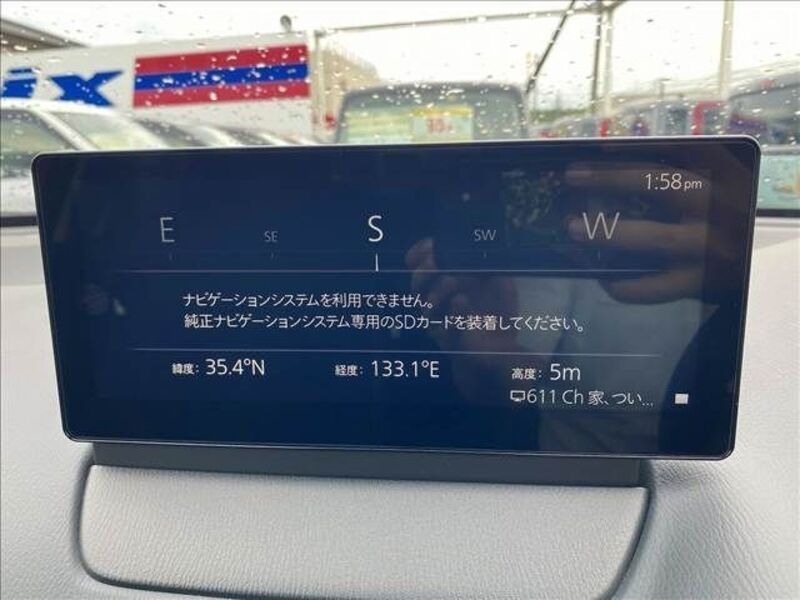 ix
1:58pm
E SE S SW W
ナビゲーションシステムを利用できません。
純正ナビゲーションシステム専用のSDカードを装着してください。
緯度: 35.4°N 経度: 133.1°E 高度: 5m
611 Ch 家、つい...